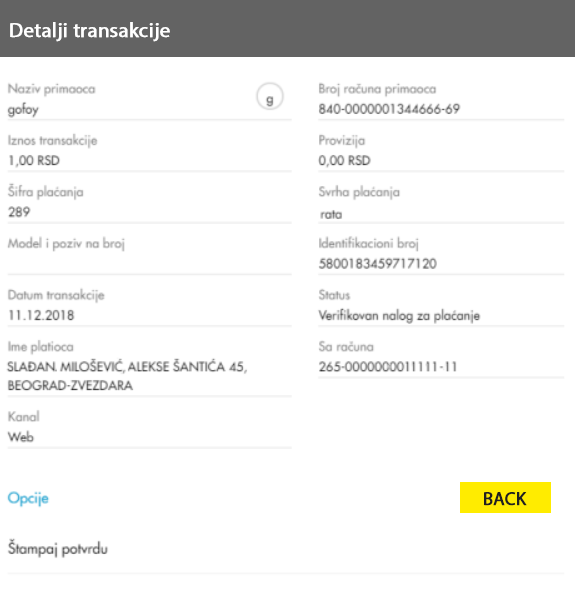 Detalji transakcije
Naziv primaoca
gofoy
g
Broj računa primaoca
840-0000001344666-69
Iznos transakcije
1,00 RSD
Provizija
0,00 RSD
Šifra plaćanja
289
Svrha plaćanja
rata
Model i poziv na broj
Identifikacioni broj
5800183459717120
Datum transakcije
11.12.2018
Status
Verifikovan nalog za plaćanje
Ime platioca
SLAĐAN. MILOŠEVIĆ, ALEKSE ŠANTIĆA 45,
BEOGRAD-ZVEZDARA
Sa računa
265-0000000011111-11
Kanal
Web
Opcije
BACK
Štampaj potvrdu